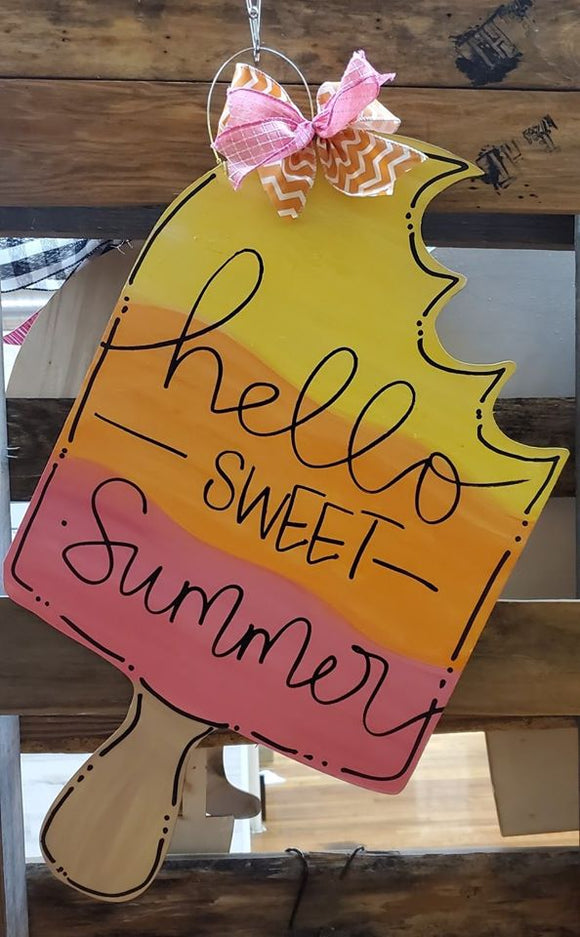 hello
— SWEET —
Summer